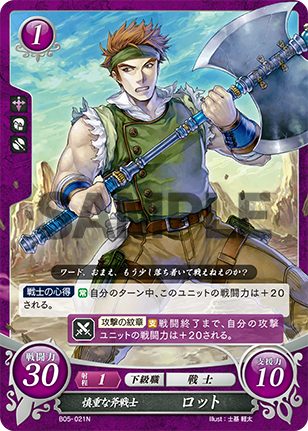 1
SAMPLE
ワード、おまえ、もう少し落ち着いて戦えねえのか?
戦士の心得 常 自分のターン中、このユニットの戦闘力は+20
される。
攻撃の紋章 支 戦闘終了まで、自分の攻撃
ユニットの戦闘力は+20される。
戦闘力
30
射程 1 下級職 戦士
支援力
10
慎重な斧戦士 ロット
B05-021N
Illust:士基 軽太